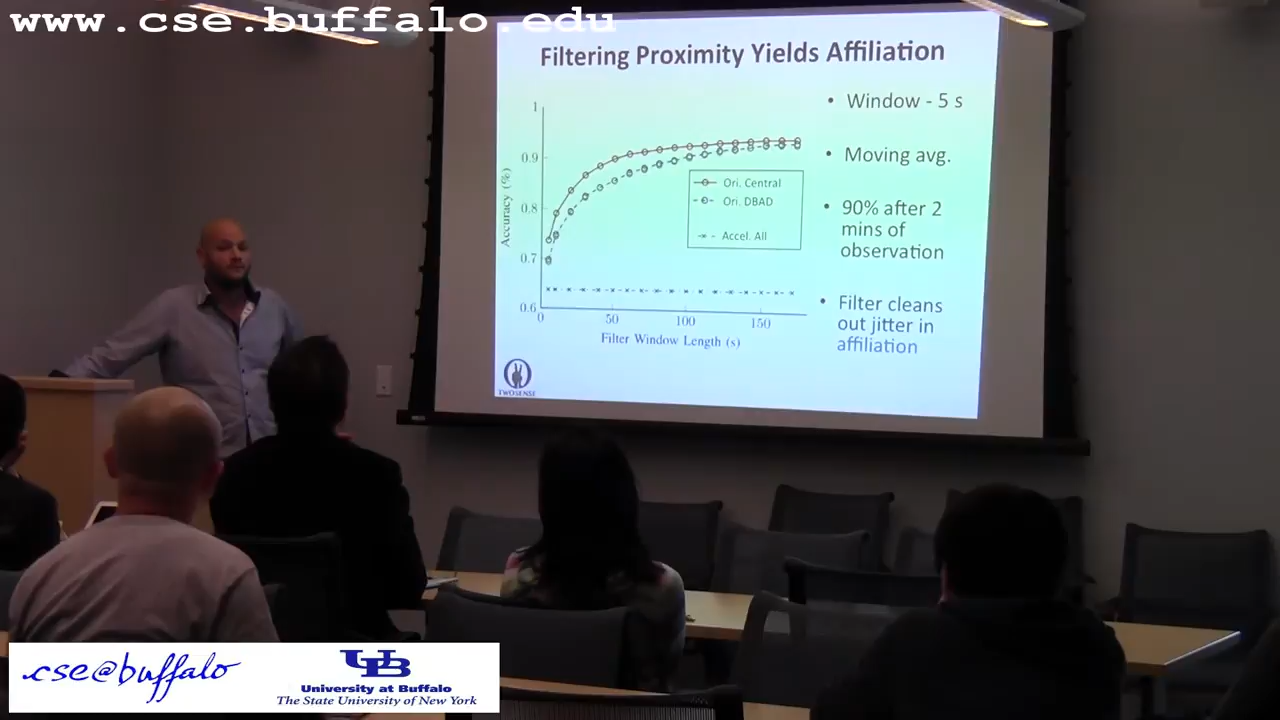 www.cse.buffalo.edu
Filtering Proximity Yields Affiliation
1
0.9
0.8
0.7
0.6
Accuracy (%)
0
50
100
150
Filter Window Length (s)
Ori. Central
Ori. DBAD
Accel. All
• Window - 5 s
• Moving avg.
• 90% after 2
mins of
observation
• Filter cleans
out jitter in
affiliation
TWOSENSE
cse@buffalo
UB
University at Buffalo
The State University of New York